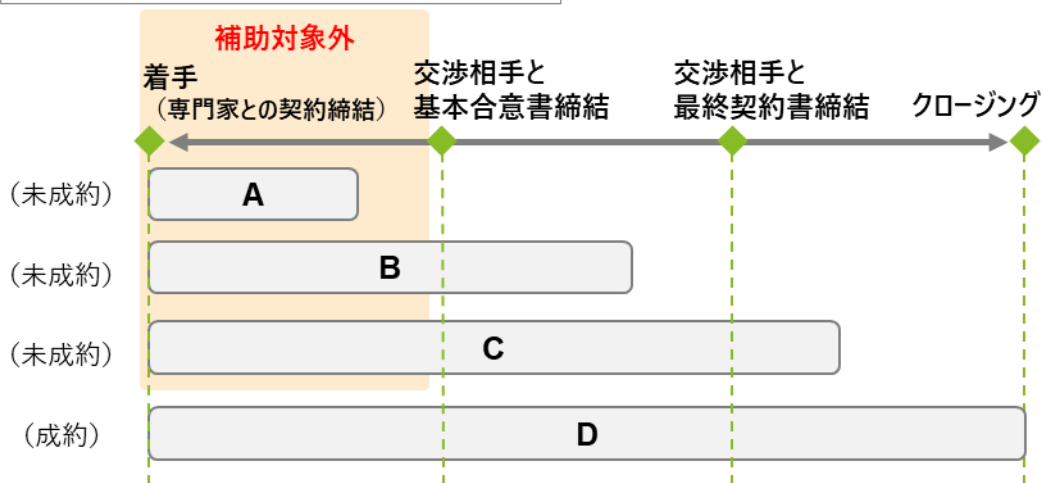 補助対象外
着手
（専門家との契約締結）
交渉相手と
基本合意書締結
交渉相手と
最終契約書締結
クロージング
（未成約）
A
（未成約）
B
（未成約）
C
（成約）
D